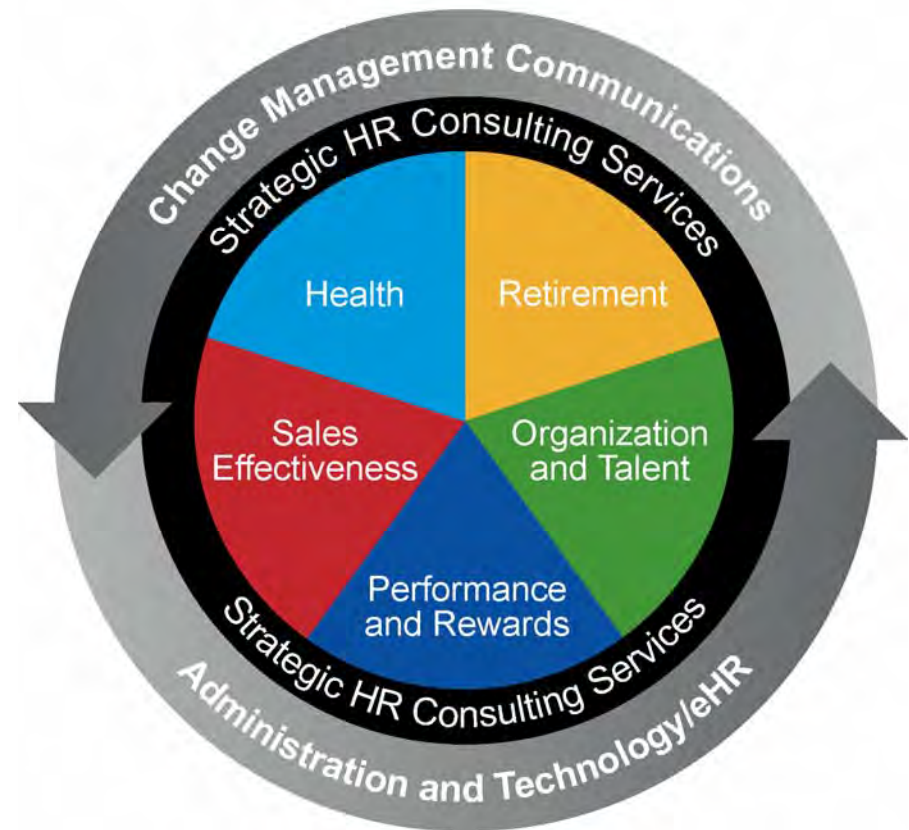 Change Management Communications
Strategic HR Consulting Services
Health
Retirement
Sales
Effectiveness
Organization
and Talent
Performance
and Rewards
Strategic HR Consulting Services
Administration and Technology/eHR